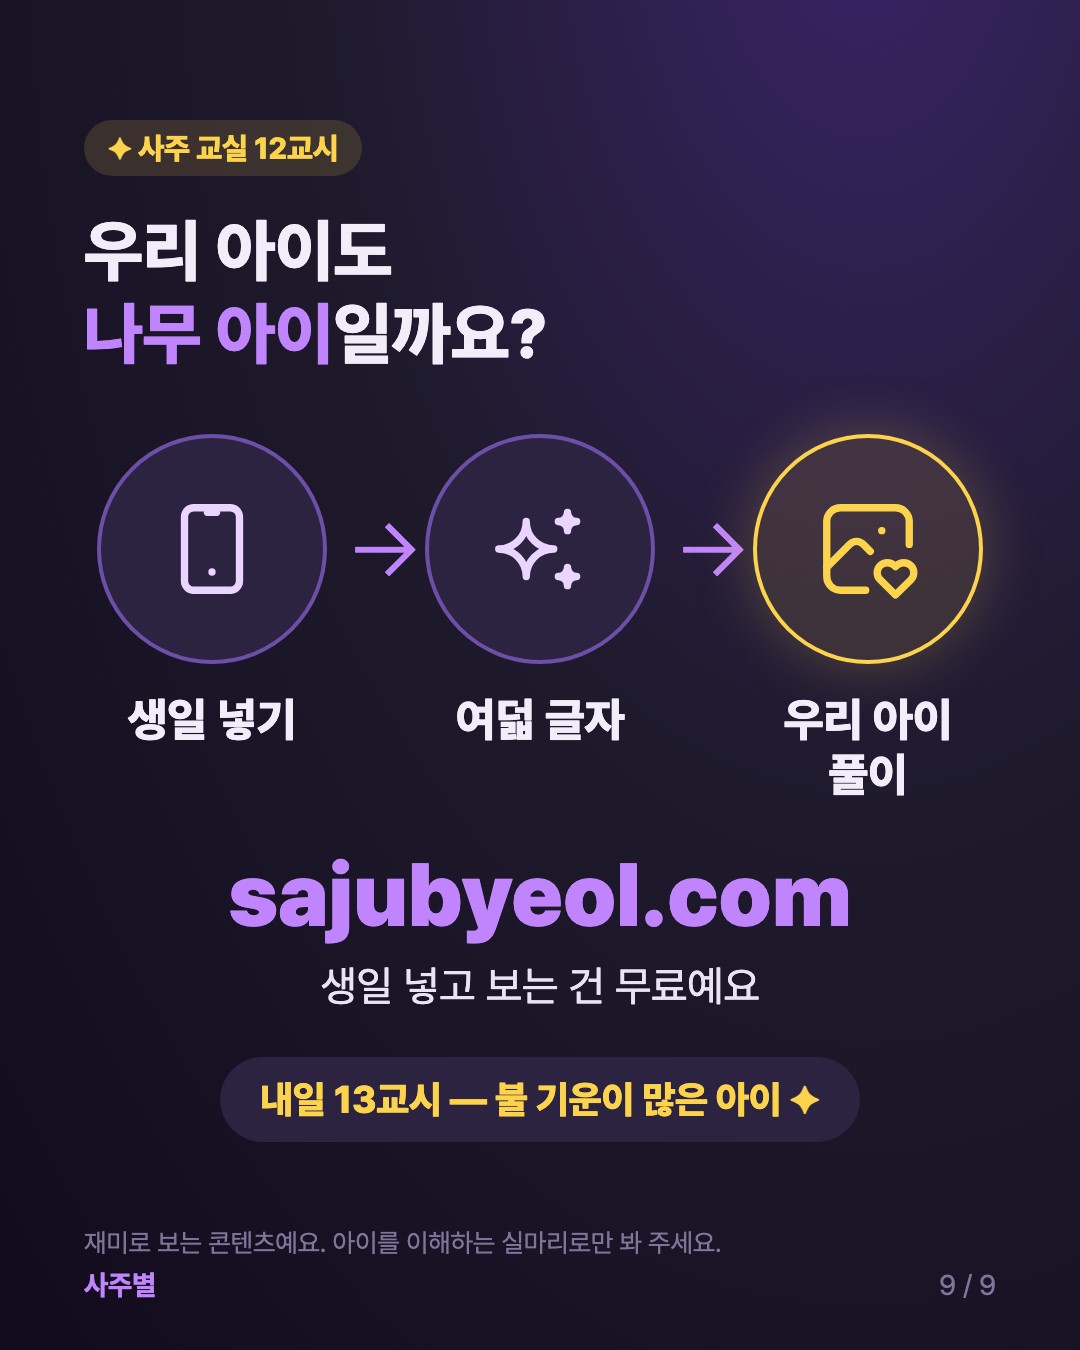 ✦ 사주 교실 12교시
우리 아이도
나무 아이일까요?
생일 넣기
여덟 글자
우리 아이
풀이
sajubyeol.com
생일 넣고 보는 건 무료예요
내일 13교시 — 불 기운이 많은 아이 ✦
재미로 보는 콘텐츠예요. 아이를 이해하는 실마리로만 봐 주세요.
사주별
9 / 9